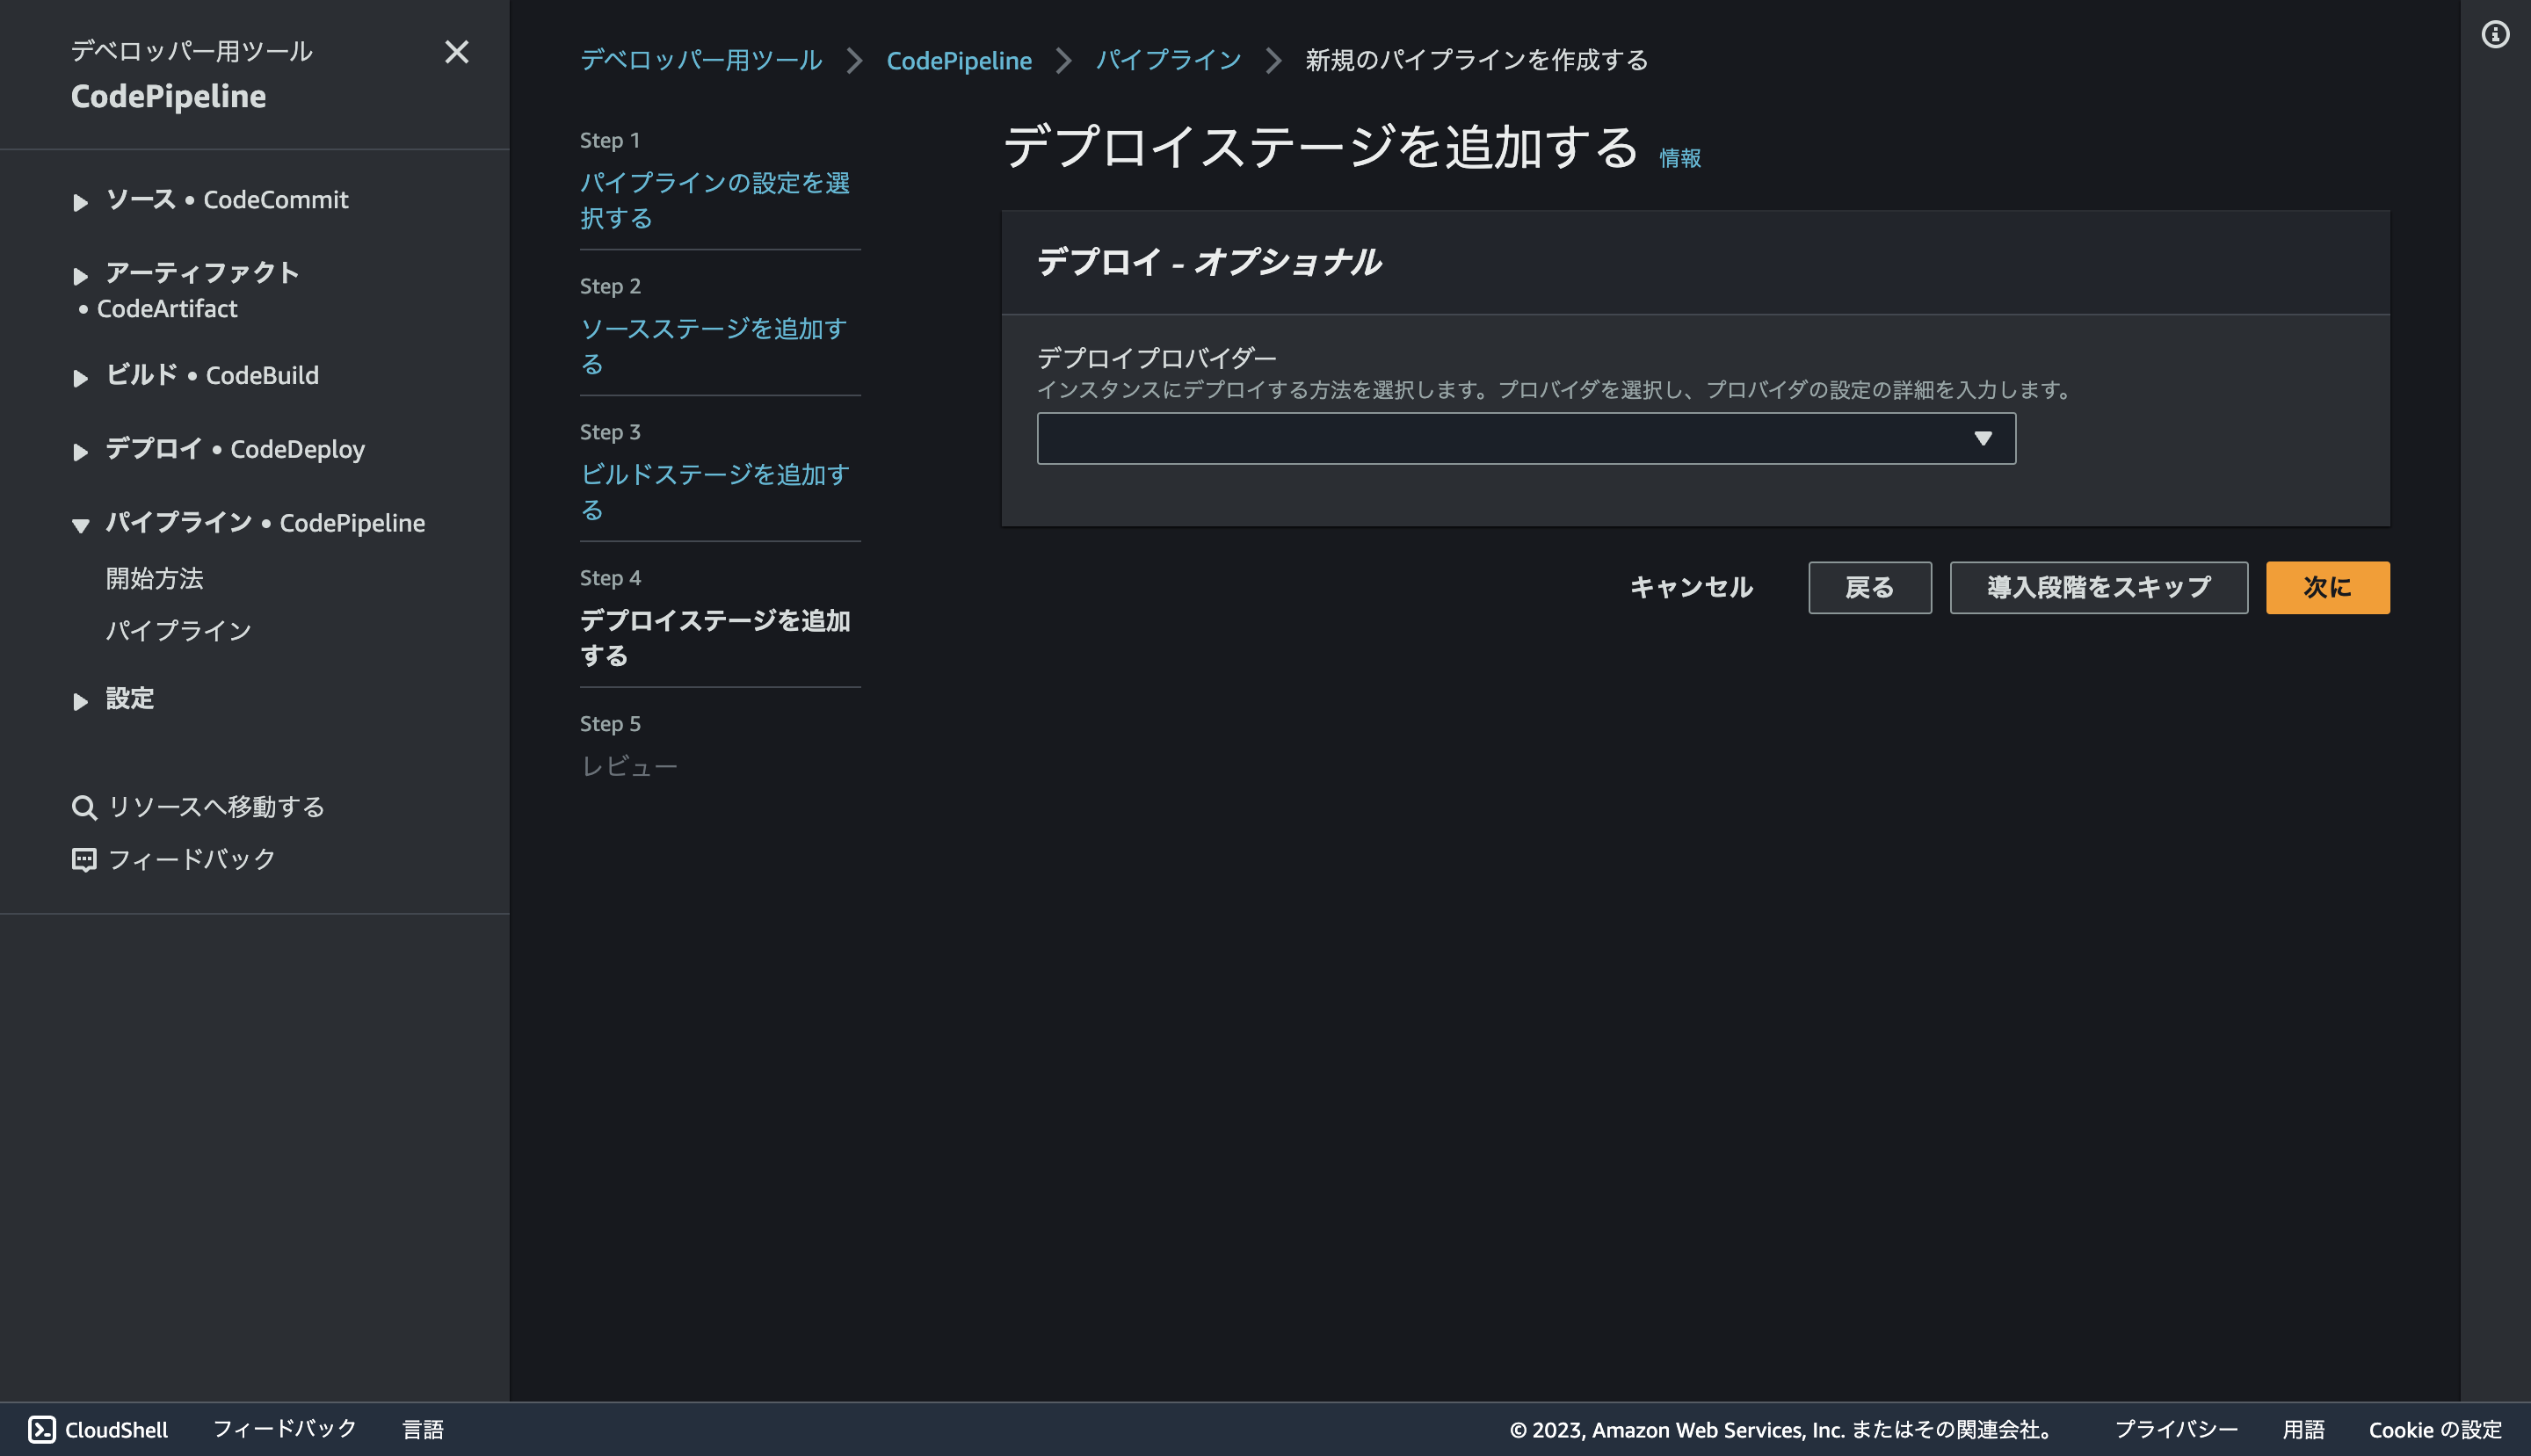 デベロッパー用ツール
CodePipeline
ソース • CodeCommit
アーティファクト
• CodeArtifact
ビルド • CodeBuild
デプロイ • CodeDeploy
パイプライン • CodePipeline
開始方法
パイプライン
設定
リソースへ移動する
フィードバック
デベロッパー用ツール
CodePipeline
パイプライン
新規のパイプラインを作成する
Step 1
パイプラインの設定を選
択する
Step 2
ソースステージを追加す
る
Step 3
ビルドステージを追加す
る
Step 4
デプロイステージを追加
する
Step 5
レビュー
デプロイステージを追加する 情報
デプロイ - オプショナル
デプロイプロバイダー
インスタンスにデプロイする方法を選択します。プロバイダを選択し、プロバイダの設定の詳細を入力します。
キャンセル 戻る 導入段階をスキップ 次に
CloudShell フィードバック 言語 © 2023, Amazon Web Services, Inc. またはその関連会社。 プライバシー 用語 Cookie の設定